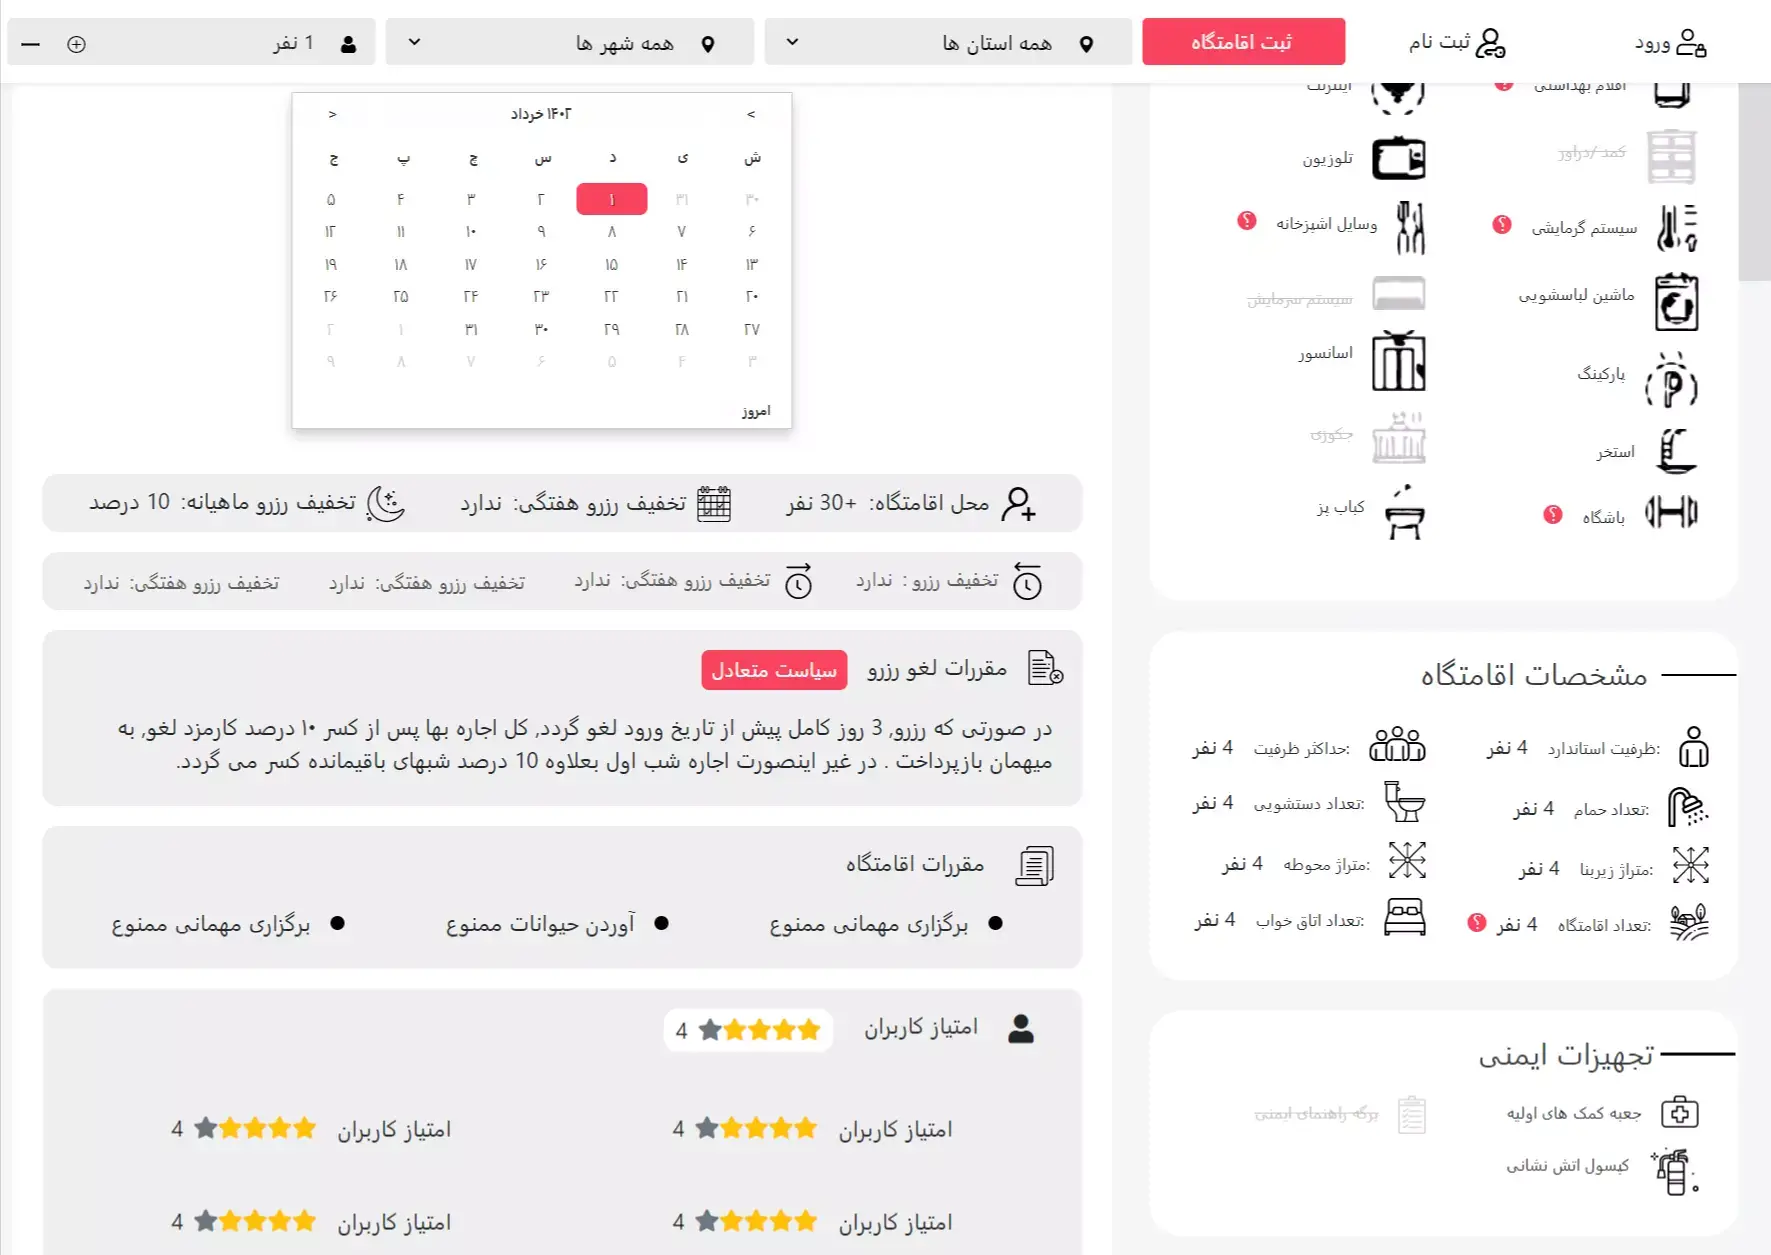 ورود
ثبت نام
ثبت اقامتگاه
همه استان ها
همه شهر ها
1 نفر
اقلام بهداشتی
اینترنت
کمد /دراور
تلوزیون
سیستم گرمایشی
وسایل اشپزخانه
ماشین لباسشویی
سیستم سرمایش
پارکینگ
اسانسور
استخر
جکوزی
باشگاه
کباب پز
مشخصات اقامتگاه
ظرفیت استاندارد: 4 نفر
حداکثر ظرفیت: 4 نفر
تعداد حمام: 4 نفر
تعداد دستشویی: 4 نفر
متراژ زیربنا: 4 نفر
متراژ محوطه: 4 نفر
تعداد اقامتگاه: 4 نفر
تعداد اتاق خواب: 4 نفر
تجهیزات ایمنی
جعبه کمک های اولیه
برگه راهنمای ایمنی
کپسول اتش نشانی
> ۱۴۰۲ خرداد <
ش ی د س چ پ ج
۳۰ ۳۱ ۱ ۲ ۳ ۴ ۵
۶ ۷ ۸ ۹ ۱۰ ۱۱ ۱۲
۱۳ ۱۴ ۱۵ ۱۶ ۱۷ ۱۸ ۱۹
۲۰ ۲۱ ۲۲ ۲۳ ۲۴ ۲۵ ۲۶
۲۷ ۲۸ ۲۹ ۳۰ ۳۱ ۱ ۲
۳ ۴ ۵ ۶ ۷ ۸ ۹
امروز
محل اقامتگاه: +30 نفر
تخفیف رزرو هفتگی: ندارد
تخفیف رزرو ماهیانه: 10 درصد
تخفیف رزرو : ندارد
تخفیف رزرو هفتگی: ندارد
تخفیف رزرو هفتگی: ندارد
تخفیف رزرو هفتگی: ندارد
مقررات لغو رزرو سیاست متعادل
در صورتی که رزرو, 3 روز کامل پیش از تاریخ ورود لغو گردد, کل اجاره بها پس از کسر ۱۰ درصد کارمزد لغو, به
میهمان بازپرداخت . در غیر اینصورت اجاره شب اول بعلاوه 10 درصد شبهای باقیمانده کسر می گردد.
مقررات اقامتگاه
● برگزاری مهمانی ممنوع
● آوردن حیوانات ممنوع
● برگزاری مهمانی ممنوع
امتیاز کاربران 4
امتیاز کاربران 4
امتیاز کاربران 4
امتیاز کاربران 4
امتیاز کاربران 4